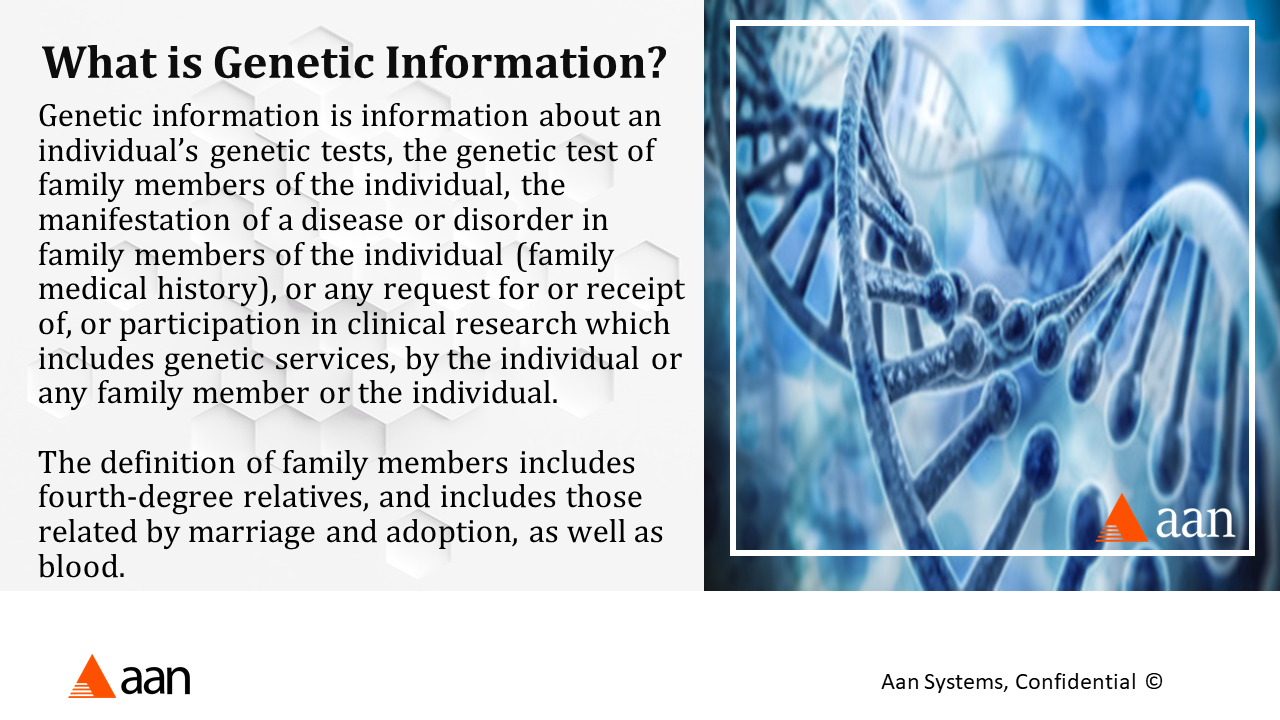 What is Genetic Information?
Genetic information is information about an
individual’s genetic tests, the genetic test of
family members of the individual, the
manifestation of a disease or disorder in
family members of the individual (family
medical history), or any request for or receipt
of, or participation in clinical research which
includes genetic services, by the individual or
any family member or the individual.
The definition of family members includes
fourth-degree relatives, and includes those
related by marriage and adoption, as well as
blood.
aan
aan
Aan Systems, Confidential ©